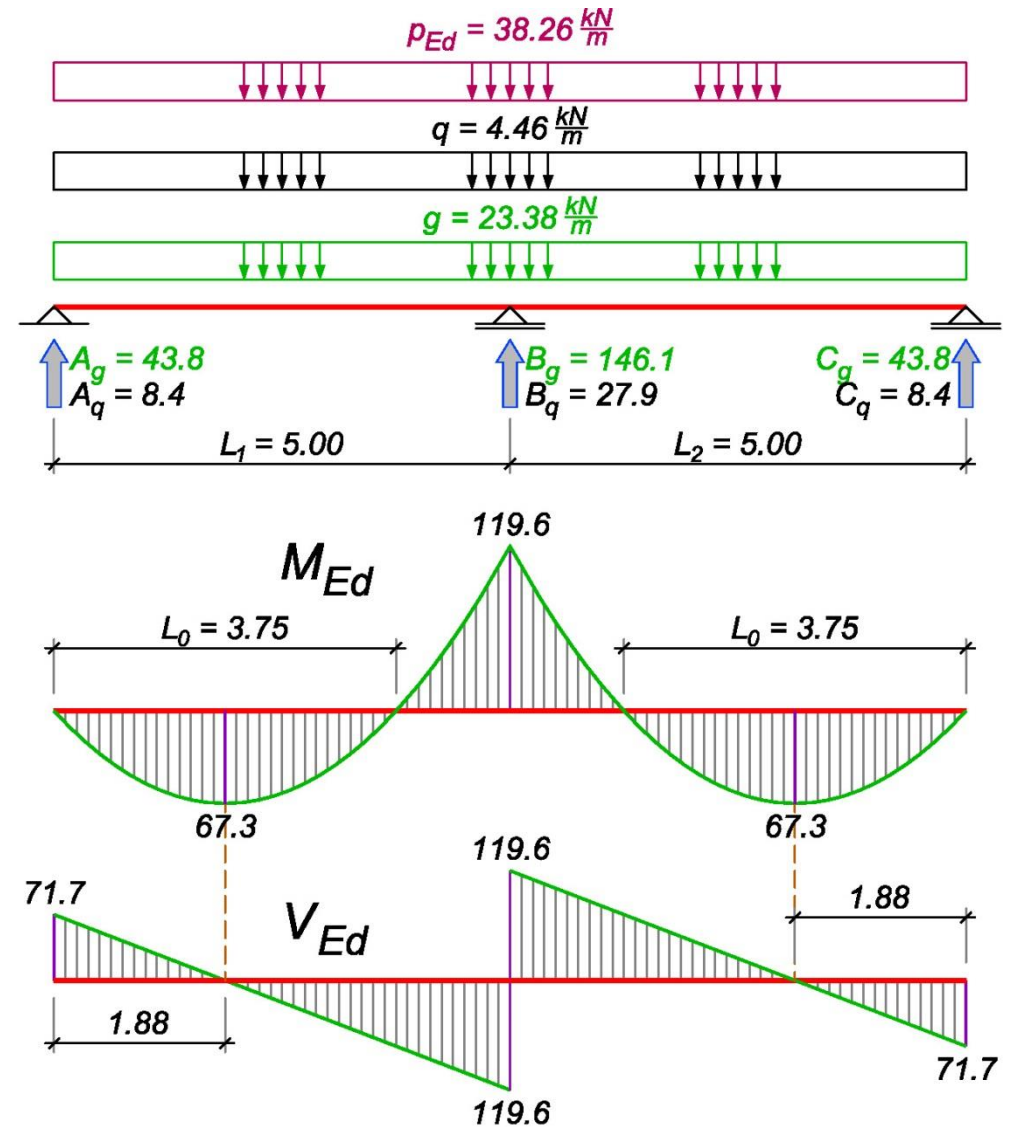 p_Ed = 38.26 kN/m
q = 4.46 kN/m
g = 23.38 kN/m
A_g = 43.8 B_g = 146.1 C_g = 43.8
A_q = 8.4 B_q = 27.9 C_q = 8.4
L_1 = 5.00 L_2 = 5.00
119.6
M_Ed
L_0 = 3.75 L_0 = 3.75
67.3 67.3
119.6
71.7 1.88
V_Ed
1.88
71.7
119.6